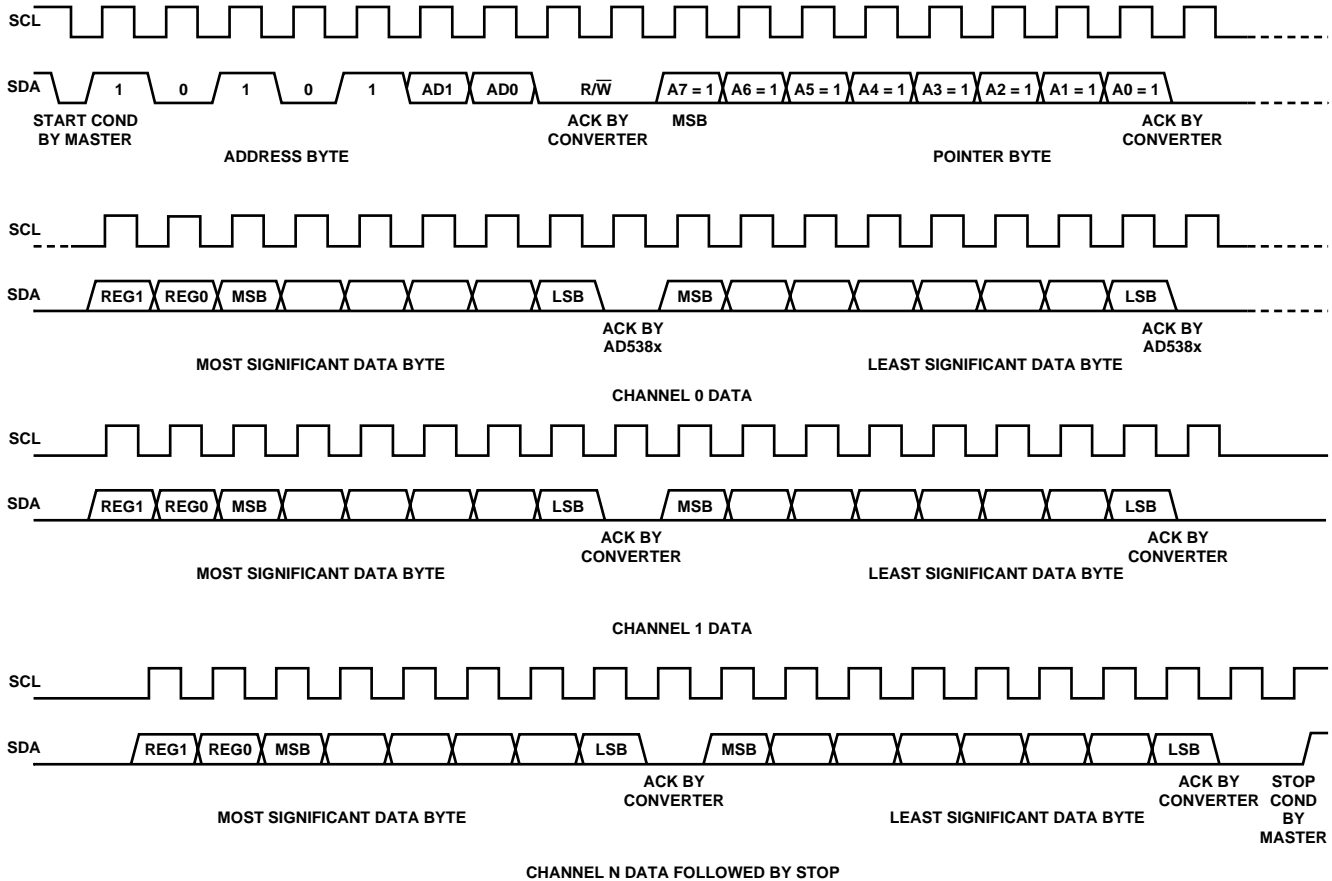 SCL
SDA 1 0 1 0 1 AD1 AD0 R/W̅ A7 = 1 A6 = 1 A5 = 1 A4 = 1 A3 = 1 A2 = 1 A1 = 1 A0 = 1
START COND ACK BY MSB ACK BY
BY MASTER CONVERTER CONVERTER
ADDRESS BYTE POINTER BYTE
SCL
SDA REG1 REG0 MSB LSB MSB LSB
ACK BY ACK BY
AD538x AD538x
MOST SIGNIFICANT DATA BYTE LEAST SIGNIFICANT DATA BYTE
CHANNEL 0 DATA
SCL
SDA REG1 REG0 MSB LSB MSB LSB
ACK BY ACK BY
CONVERTER CONVERTER
MOST SIGNIFICANT DATA BYTE LEAST SIGNIFICANT DATA BYTE
CHANNEL 1 DATA
SCL
SDA REG1 REG0 MSB LSB MSB LSB
ACK BY ACK BY STOP
CONVERTER CONVERTER COND
MOST SIGNIFICANT DATA BYTE LEAST SIGNIFICANT DATA BYTE BY
MASTER
CHANNEL N DATA FOLLOWED BY STOP